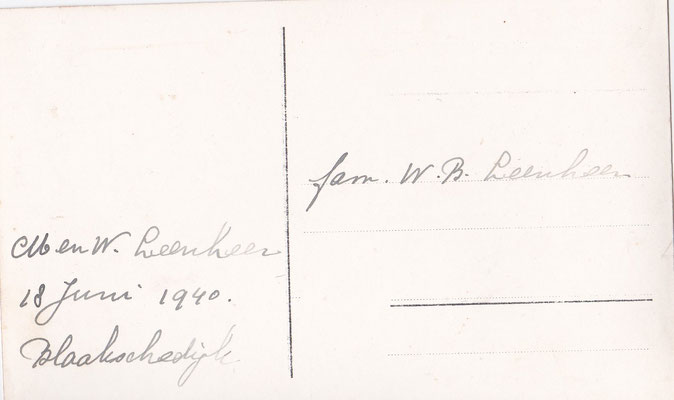 M en W. Leenheer
18 Juni 1940.
Blaakschedijk.
fam. W. B. Leenheer